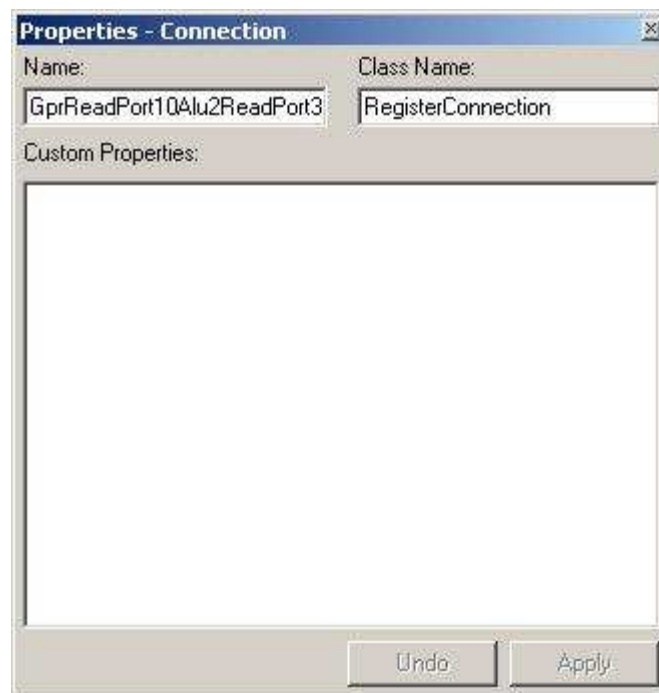 Properties - Connection
Name: Class Name:
GprReadPort10Alu2ReadPort3 RegisterConnection
Custom Properties:
Undo Apply